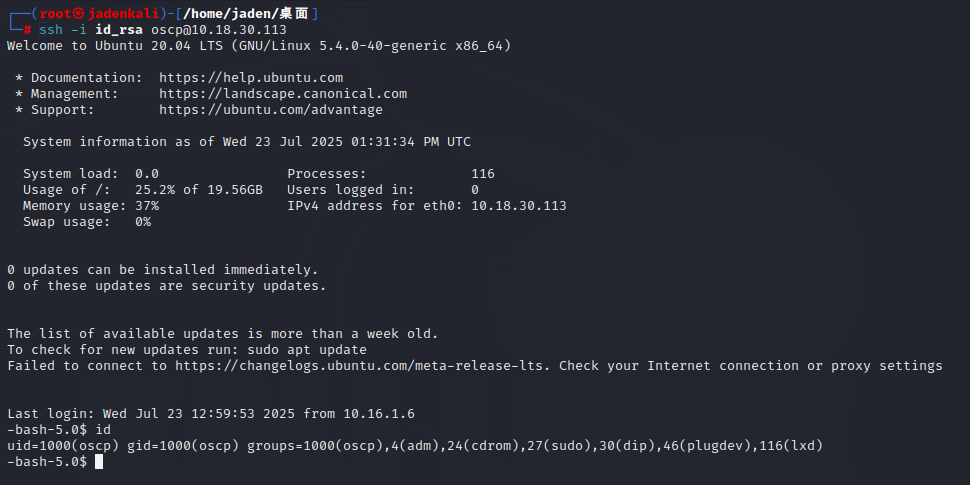 ┌──(root㉿jadenkali)-[/home/jaden/桌面]
└─# ssh -i id_rsa oscp@10.18.30.113
Welcome to Ubuntu 20.04 LTS (GNU/Linux 5.4.0-40-generic x86_64)
* Documentation:  https://help.ubuntu.com
* Management:     https://landscape.canonical.com
* Support:        https://ubuntu.com/advantage
System information as of Wed 23 Jul 2025 01:31:34 PM UTC
System load:  0.0                Processes:             116
Usage of /:   25.2% of 19.56GB   Users logged in:       0
Memory usage: 37%                IPv4 address for eth0: 10.18.30.113
Swap usage:   0%
0 updates can be installed immediately.
0 of these updates are security updates.
The list of available updates is more than a week old.
To check for new updates run: sudo apt update
Failed to connect to https://changelogs.ubuntu.com/meta-release-lts. Check your Internet connection or proxy settings
Last login: Wed Jul 23 12:59:53 2025 from 10.16.1.6
-bash-5.0$ id
uid=1000(oscp) gid=1000(oscp) groups=1000(oscp),4(adm),24(cdrom),27(sudo),30(dip),46(plugdev),116(lxd)
-bash-5.0$